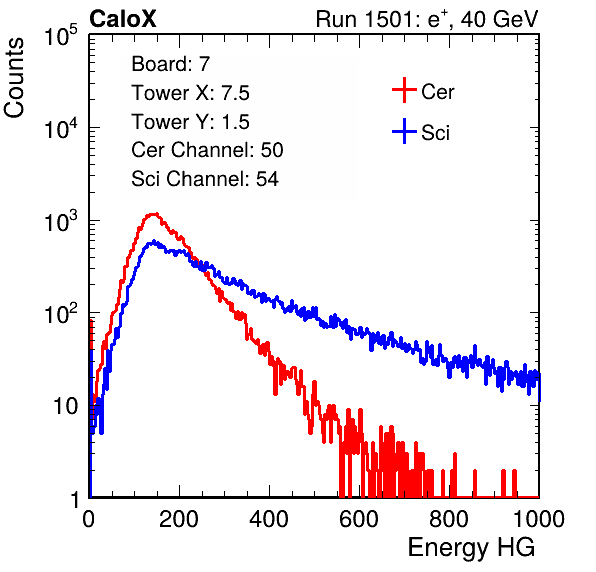 CaloX Run 1501: e⁺, 40 GeV
Counts
Board: 7
Tower X: 7.5
Tower Y: 1.5
Cer Channel: 50
Sci Channel: 54
Cer
Sci
10⁵
10⁴
10³
10²
10
1
0 200 400 600 800 1000
Energy HG